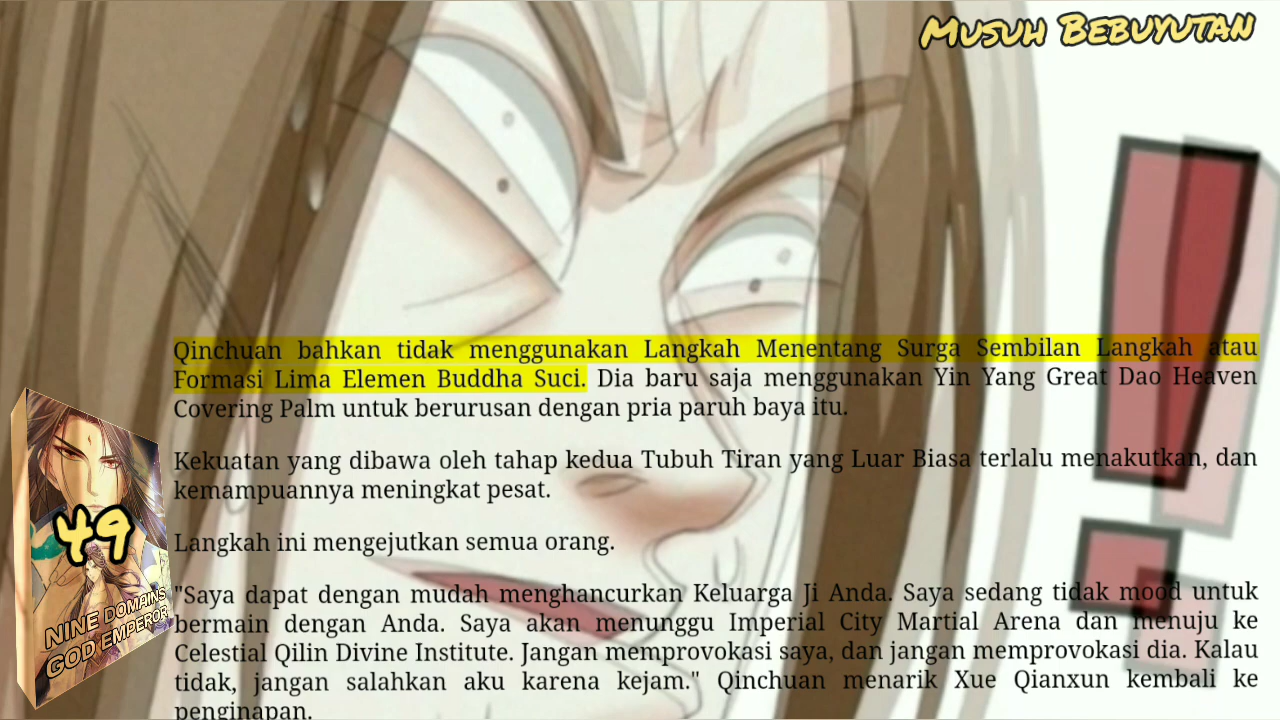 Musuh Bebuyutan
Qinchuan bahkan tidak menggunakan Langkah Menentang Surga Sembilan Langkah atau
Formasi Lima Elemen Buddha Suci. Dia baru saja menggunakan Yin Yang Great Dao Heaven
Covering Palm untuk berurusan dengan pria paruh baya itu.
Kekuatan yang dibawa oleh tahap kedua Tubuh Tiran yang Luar Biasa terlalu menakutkan, dan
kemampuannya meningkat pesat.
Langkah ini mengejutkan semua orang.
"Saya dapat dengan mudah menghancurkan Keluarga Ji Anda. Saya sedang tidak mood untuk
bermain dengan Anda. Saya akan menunggu Imperial City Martial Arena dan menuju ke
Celestial Qilin Divine Institute. Jangan memprovokasi saya, dan jangan memprovokasi dia. Kalau
tidak, jangan salahkan aku karena kejam." Qinchuan menarik Xue Qianxun kembali ke
penginapan.
49
NINE DOMAINS
GOD EMPEROR